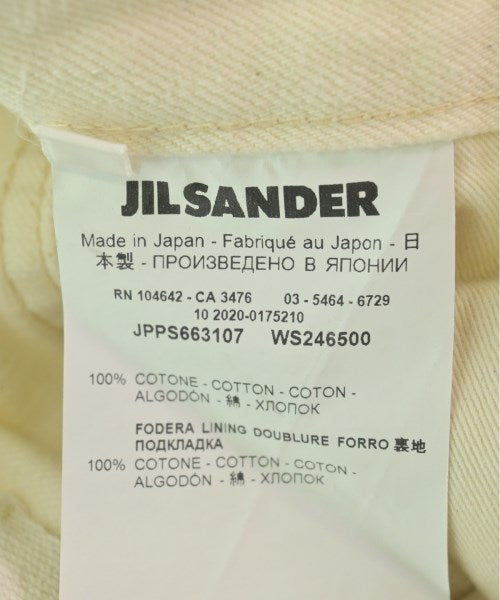 JIL SANDER
Made in Japan - Fabriqué au Japon - 日
本製 - ПРОИЗВЕДЕНО В ЯПОНИИ
RN 104642 - CA 3476 03 - 5464 - 6729
10 2020-0175210
JPPS663107 WS246500
100% COTONE - COTTON - COTON -
ALGODÓN - 綿 - ХЛОПОК
FODERA LINING DOUBLURE FORRO 裏地
ПОДКЛАДКА
100% COTONE - COTTON - COTON -
ALGODÓN - 綿 - ХЛОПОК